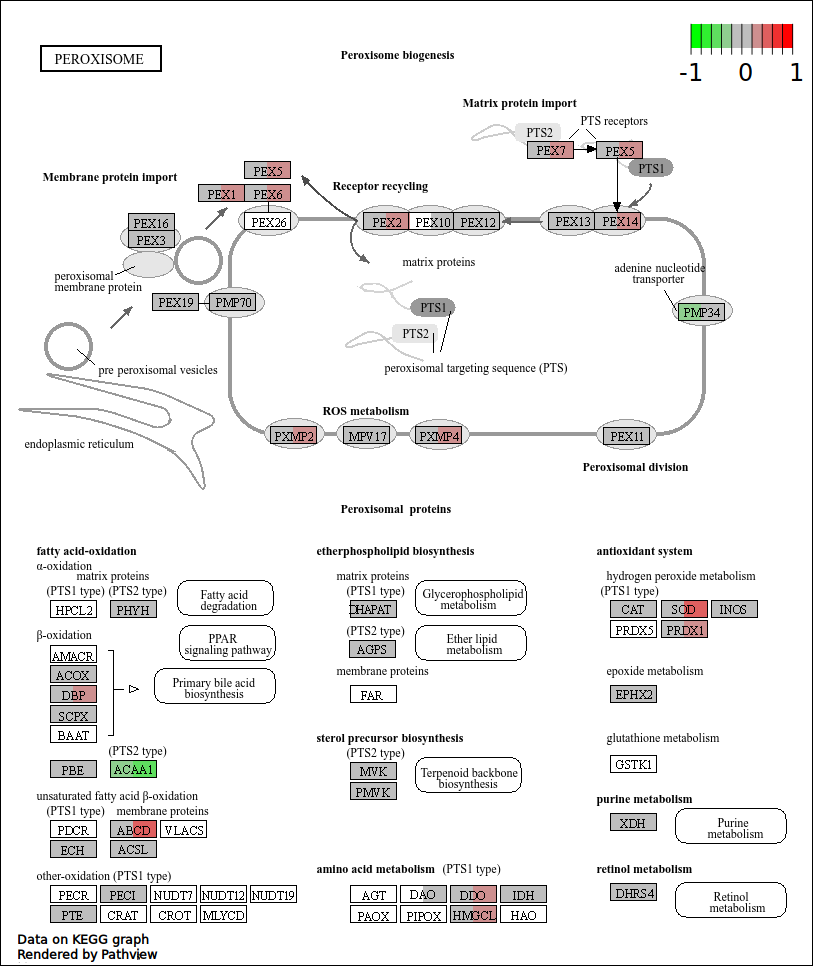 PEROXISOME
Peroxisome biogenesis
-1 0 1
Matrix protein import
PTS2
PTS receptors
PEX7
PEX5
PTS1
Membrane protein import
PEX5
PEX1
PEX6
PEX26
Receptor recycling
PEX2
PEX10
PEX12
PEX13
PEX14
PEX16
PEX3
peroxisomal
membrane protein
PEX19
PMP70
matrix proteins
PTS1
PTS2
peroxisomal targeting sequence (PTS)
adenine nucleotide
transporter
PMP34
pre peroxisomal vesicles
endoplasmic reticulum
ROS metabolism
PXMP2
MPV17
PXMP4
PEX11
Peroxisomal division
Peroxisomal proteins
fatty acid-oxidation
α-oxidation
matrix proteins
(PTS1 type) (PTS2 type)
HPCL2
PHYH
Fatty acid
degradation
β-oxidation
PPAR
signaling pathway
AMACR
ACOX
DBP
SCPX
BAAT
Primary bile acid
biosynthesis
(PTS2 type)
PBE
ACAA1
unsaturated fatty acid β-oxidation
(PTS1 type) membrane proteins
PDCR
ABCD
VLACS
ECH
ACSL
other-oxidation (PTS1 type)
PECR
PECI
NUDT7
NUDT12
NUDT19
PTE
CRAT
CROT
MLYCD
etherphospholipid biosynthesis
matrix proteins
(PTS1 type)
DHAPAT
Glycerophospholipid
metabolism
(PTS2 type)
AGPS
Ether lipid
metabolism
membrane proteins
FAR
sterol precursor biosynthesis
(PTS2 type)
MVK
PMVK
Terpenoid backbone
biosynthesis
amino acid metabolism (PTS1 type)
AGT
DAO
DDO
IDH
PAOX
PIPOX
HMGCL
HAO
antioxidant system
hydrogen peroxide metabolism
(PTS1 type)
CAT
SOD
INOS
PRDX5
PRDX1
epoxide metabolism
EPHX2
glutathione metabolism
GSTK1
purine metabolism
XDH
Purine
metabolism
retinol metabolism
DHRS4
Retinol
metabolism
Data on KEGG graph
Rendered by Pathview